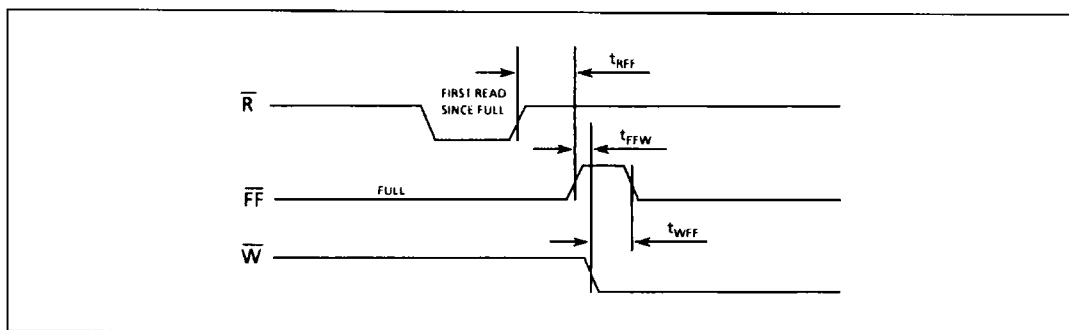 t_RFF
R̅
FIRST READ
SINCE FULL
t_FFW
F̅F̅
FULL
t_WFF
W̅